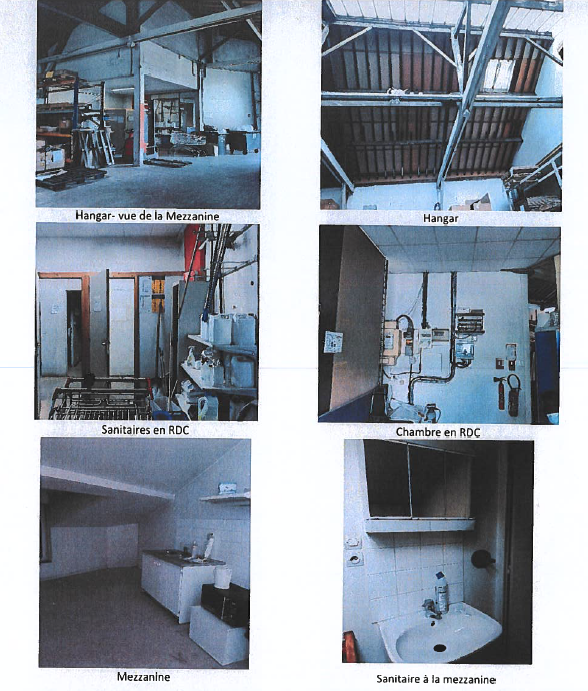 Hangar- vue de la Mezzanine
Hangar
Sanitaires en RDC
Chambre en RDC
Mezzanine
Sanitaire à la mezzanine